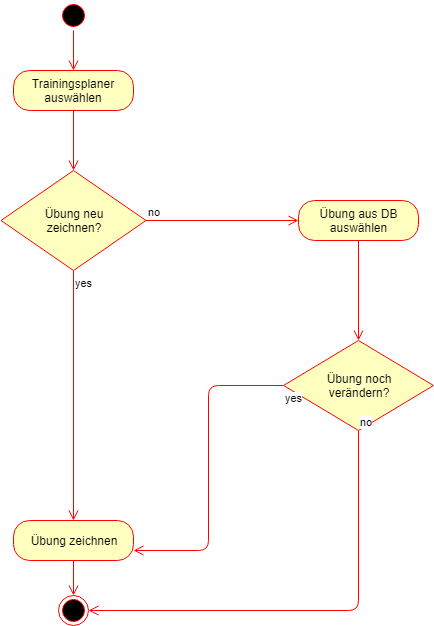 Trainingsplaner
auswählen
Übung neu
zeichnen?
no
Übung aus DB
auswählen
yes
Übung noch
verändern?
yes
no
Übung zeichnen